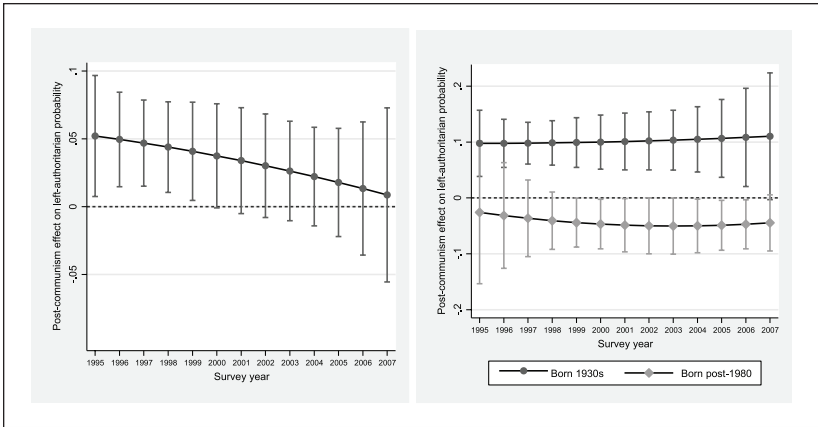 Post-communism effect on left-authoritarian probability
.1
.05
0
-.05
1995 1996 1997 1998 1999 2000 2001 2002 2003 2004 2005 2006 2007
Survey year
Post-communism effect on left-authoritarian probability
.2
.1
0
-.1
-.2
1995 1996 1997 1998 1999 2000 2001 2002 2003 2004 2005 2006 2007
Survey year
Born 1930s Born post-1980